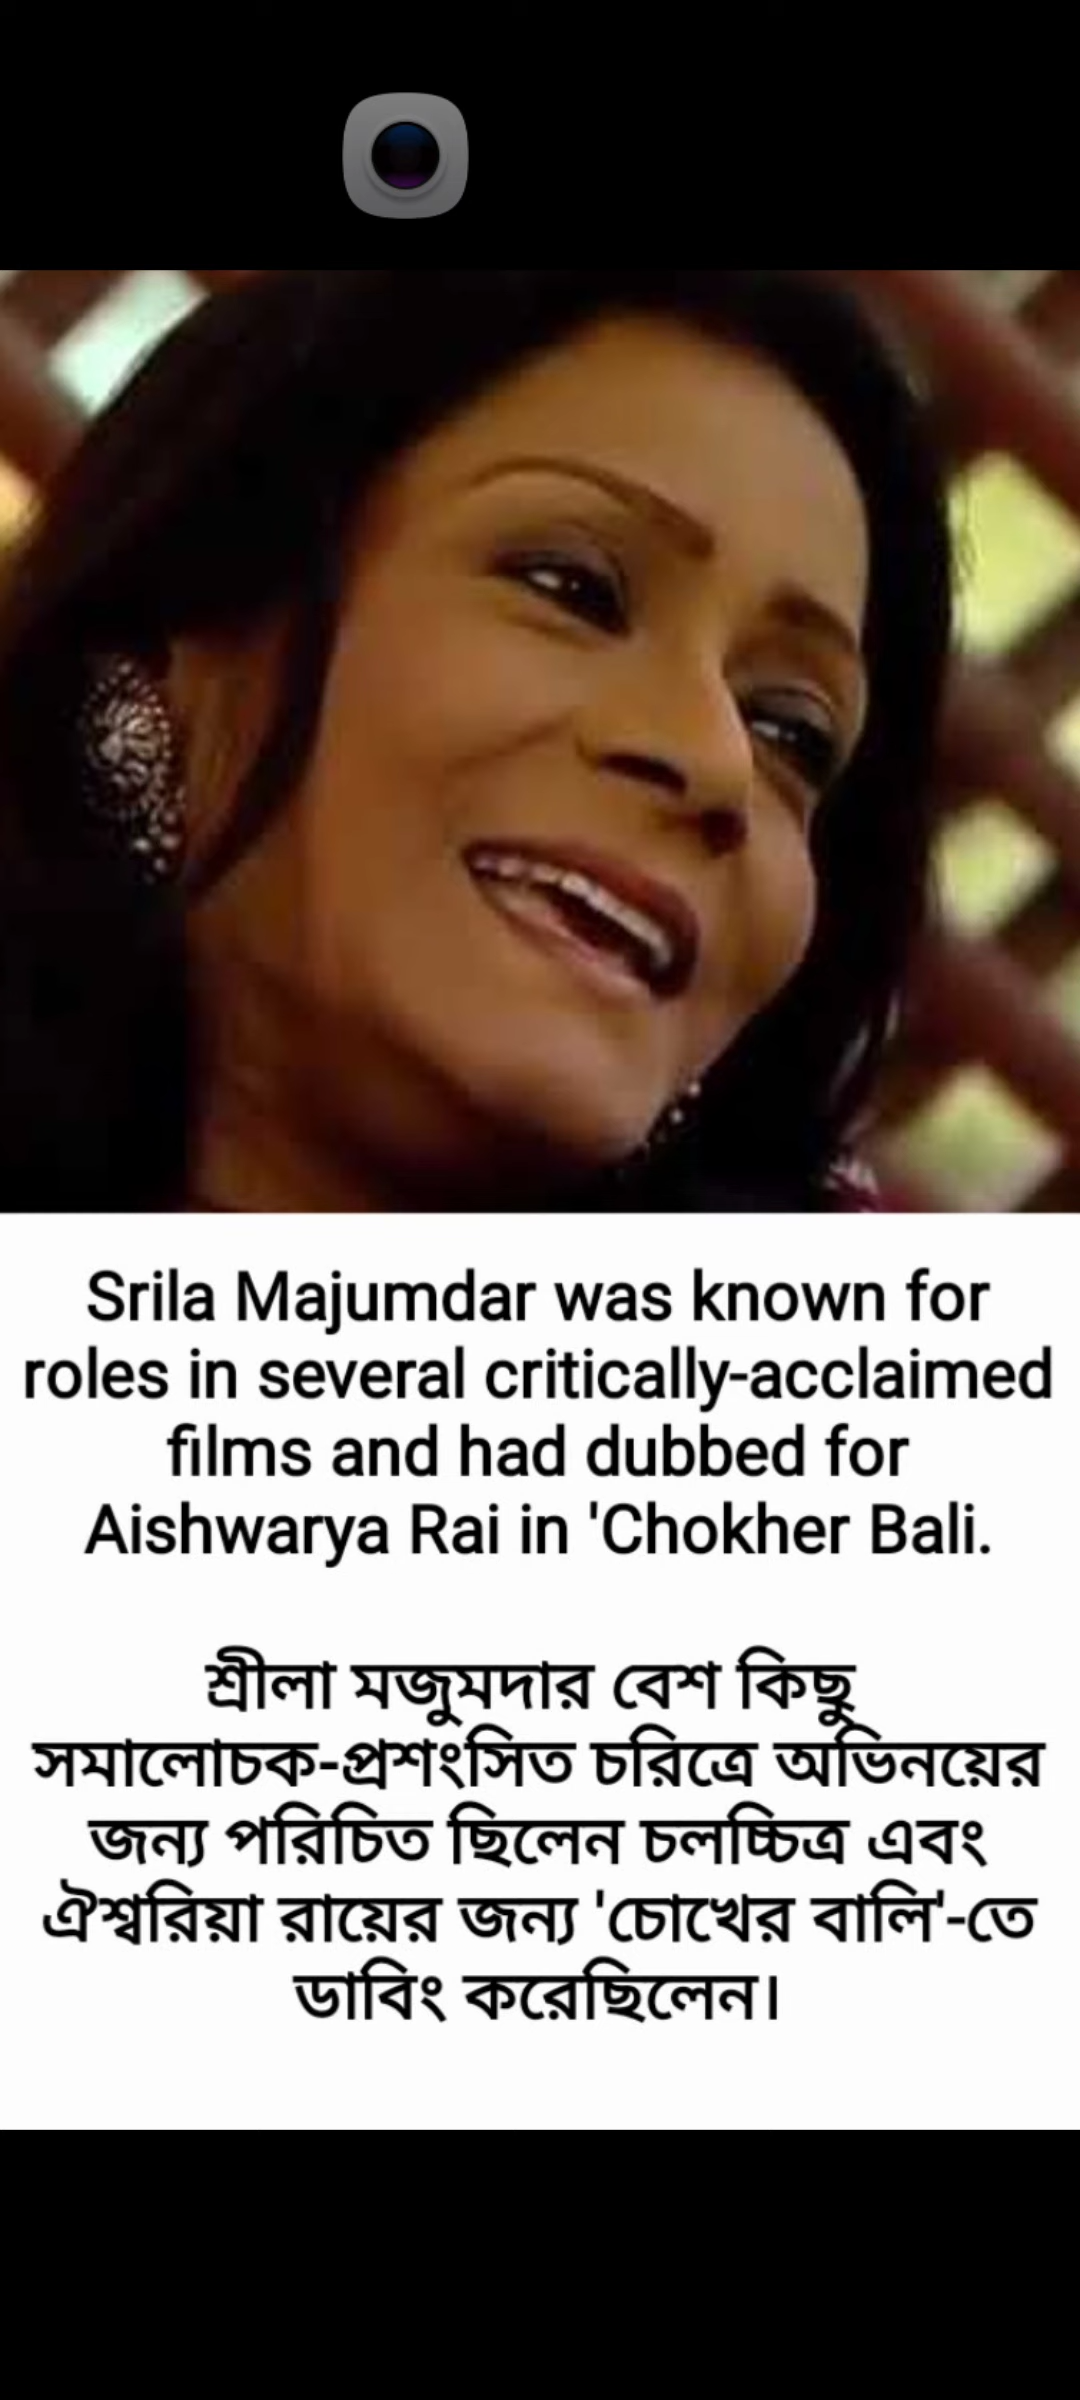 Srila Majumdar was known for
roles in several critically-acclaimed
films and had dubbed for
Aishwarya Rai in 'Chokher Bali.
শ্রীলা মজুমদার বেশ কিছু
সমালোচক-প্রশংসিত চরিত্রে অভিনয়ের
জন্য পরিচিত ছিলেন চলচ্চিত্র এবং
ঐশ্বরিয়া রায়ের জন্য 'চোখের বালি'-তে
ডাবিং করেছিলেন।